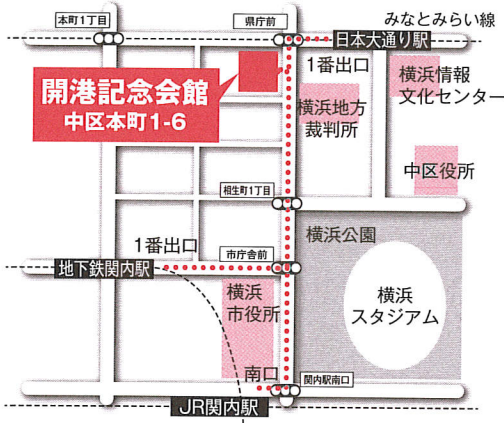 本町1丁目
県庁前
みなとみらい線
日本大通り駅
1番出口
開港記念会館
中区本町1-6
横浜地方
裁判所
横浜情報
文化センター
中区役所
相生町1丁目
横浜公園
1番出口
市庁舎前
地下鉄関内駅
横浜
市役所
横浜
スタジアム
南口
関内駅南口
JR関内駅